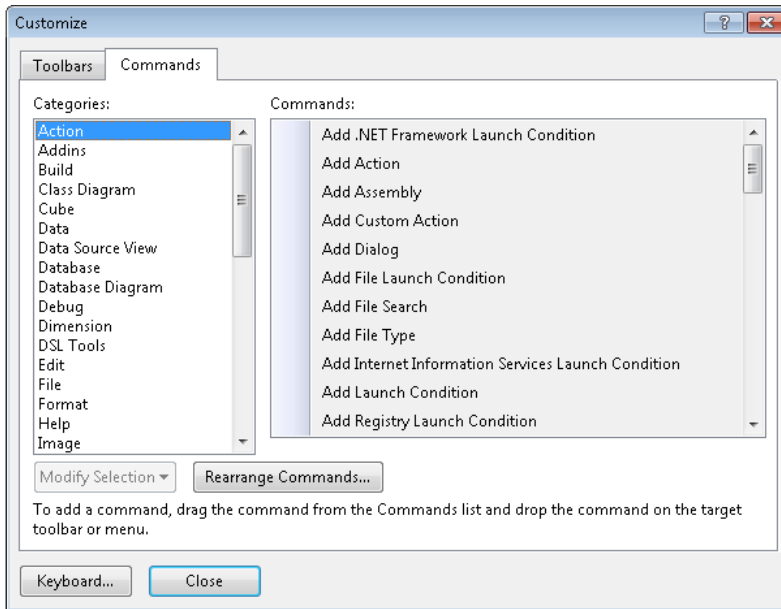 Customize
Toolbars
Commands
Categories:
Action
Addins
Build
Class Diagram
Cube
Data
Data Source View
Database
Database Diagram
Debug
Dimension
DSL Tools
Edit
File
Format
Help
Image
Commands:
Add .NET Framework Launch Condition
Add Action
Add Assembly
Add Custom Action
Add Dialog
Add File Launch Condition
Add File Search
Add File Type
Add Internet Information Services Launch Condition
Add Launch Condition
Add Registry Launch Condition
Modify Selection
Rearrange Commands...
To add a command, drag the command from the Commands list and drop the command on the target
toolbar or menu.
Keyboard...
Close